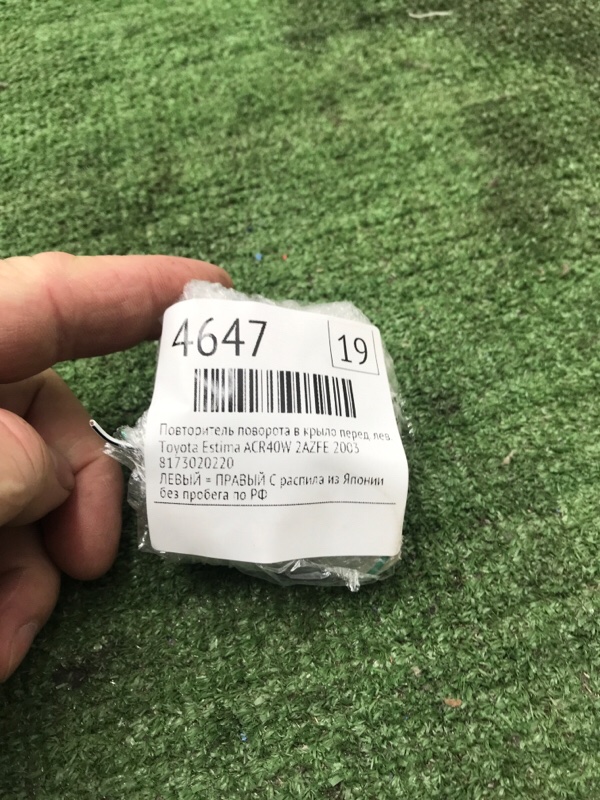 4647
19
Повторитель поворота в крыло перед лев.
Toyota Estima ACR40W 2AZFE 2003
8173020220
ЛЕВЫЙ = ПРАВЫЙ С распила из Японии
без пробега по РФ